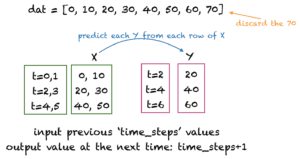 dat = [0, 10, 20, 30, 40, 50, 60, 70]
discard the 70
predict each Y from each row of X
X Y
t=0,1 0, 10 t=2 20
t=2,3 20, 30 t=4 40
t=4,5 40, 50 t=6 60
input previous 'time_steps' values
output value at the next time: time_steps+1